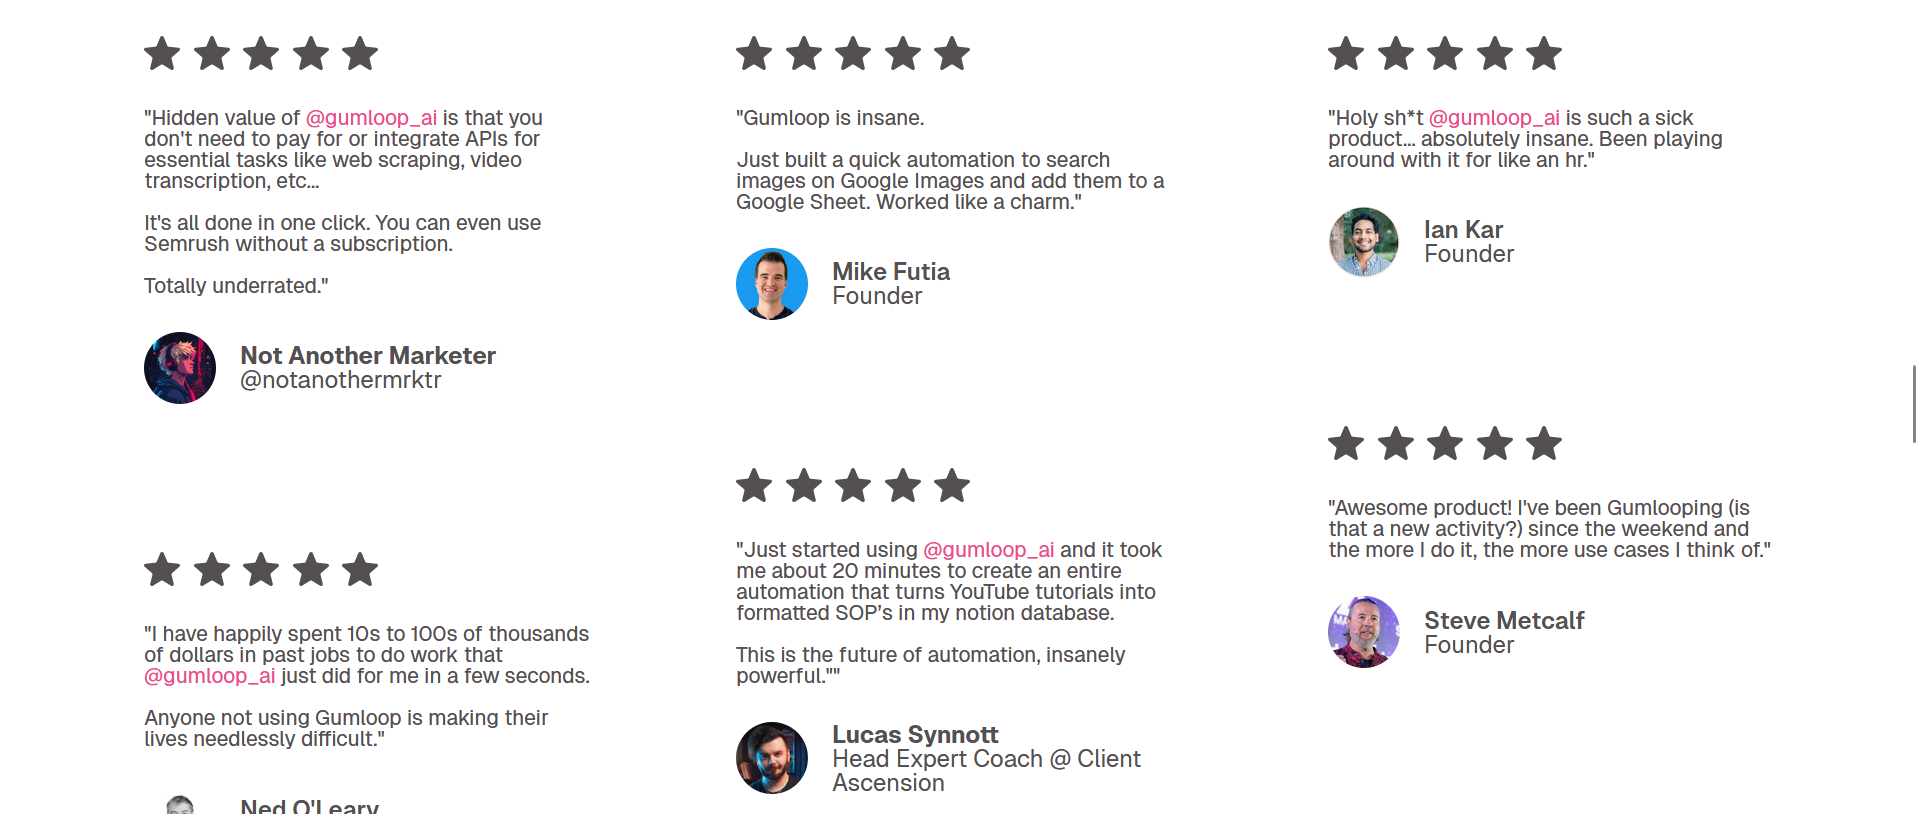 "Hidden value of @gumloop_ai is that you
don't need to pay for or integrate APIs for
essential tasks like web scraping, video
transcription, etc...
It's all done in one click. You can even use
Semrush without a subscription.
Totally underrated."
Not Another Marketer
@notanothermrktr
"I have happily spent 10s to 100s of thousands
of dollars in past jobs to do work that
@gumloop_ai just did for me in a few seconds.
Anyone not using Gumloop is making their
lives needlessly difficult."
Ned O'Leary
"Gumloop is insane.
Just built a quick automation to search
images on Google Images and add them to a
Google Sheet. Worked like a charm."
Mike Futia
Founder
"Just started using @gumloop_ai and it took
me about 20 minutes to create an entire
automation that turns YouTube tutorials into
formatted SOP’s in my notion database.
This is the future of automation, insanely
powerful.""
Lucas Synnott
Head Expert Coach @ Client
Ascension
"Holy sh*t @gumloop_ai is such a sick
product... absolutely insane. Been playing
around with it for like an hr."
Ian Kar
Founder
"Awesome product! I've been Gumlooping (is
that a new activity?) since the weekend and
the more I do it, the more use cases I think of."
Steve Metcalf
Founder